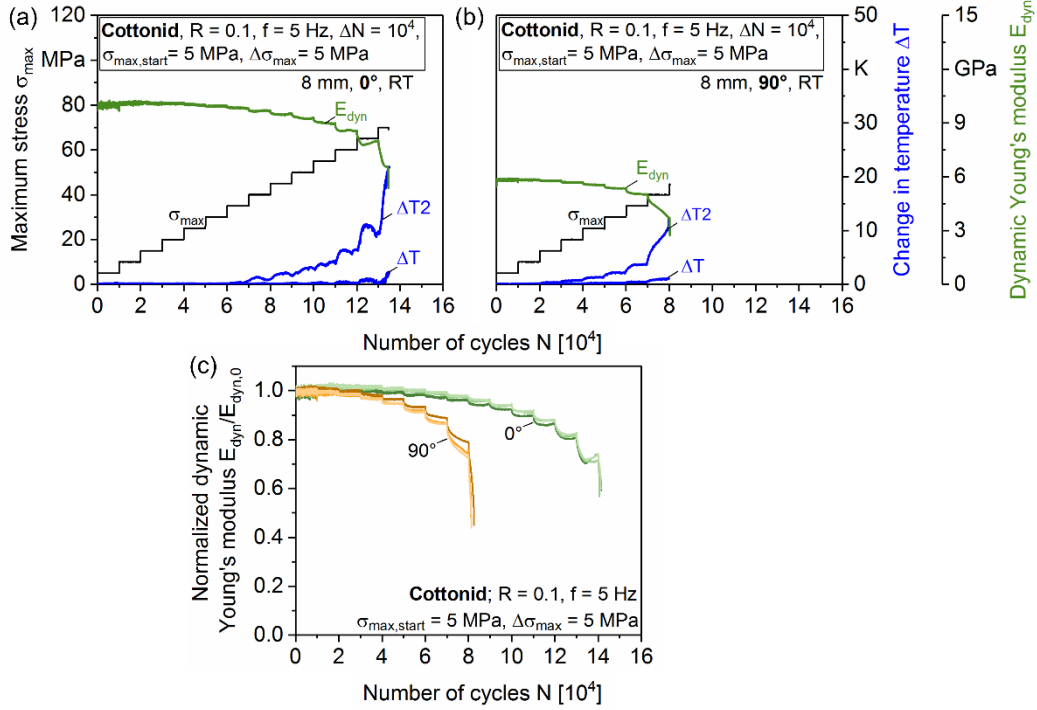 (a)
Maximum stress σmax
120
MPa
80
60
40
20
0
Cottonid, R = 0.1, f = 5 Hz, ΔN = 10⁴,
σmax,start = 5 MPa, Δσmax = 5 MPa
8 mm, 0°, RT
Edyn
σmax
ΔT2
ΔT
0 2 4 6 8 10 12 14 16
Number of cycles N [10⁴]
(b)
Cottonid, R = 0.1, f = 5 Hz, ΔN = 10⁴,
σmax,start = 5 MPa, Δσmax = 5 MPa
8 mm, 90°, RT
Edyn
σmax
ΔT2
ΔT
0 2 4 6 8 10 12 14 16
Number of cycles N [10⁴]
50
K
30
20
10
0
Change in temperature ΔT
15
GPa
9
6
3
0
Dynamic Young's modulus Edyn
(c)
Normalized dynamic
Young's modulus Edyn/Edyn,0
1.0
0.8
0.6
0.4
0.2
0.0
90°
0°
Cottonid; R = 0.1, f = 5 Hz
σmax,start = 5 MPa, Δσmax = 5 MPa
0 2 4 6 8 10 12 14 16
Number of cycles N [10⁴]